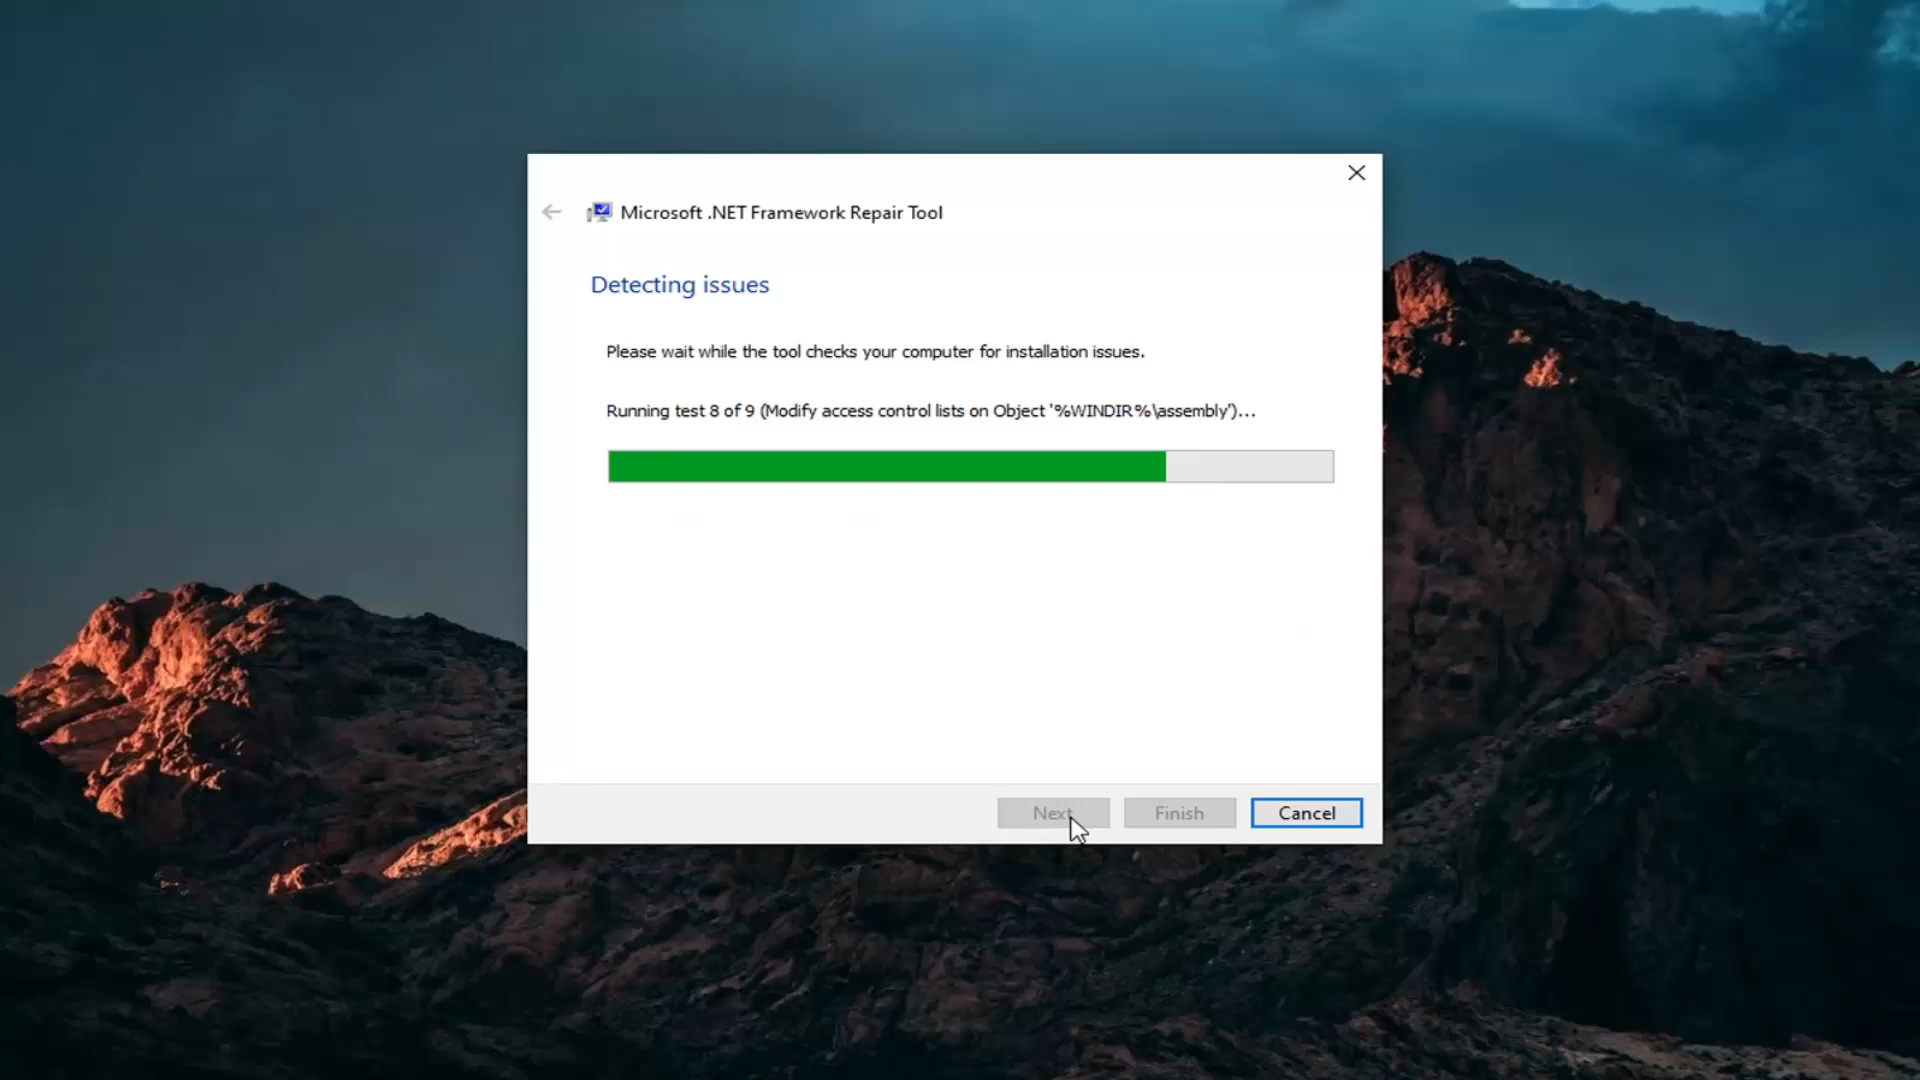 Microsoft .NET Framework Repair Tool
Detecting issues
Please wait while the tool checks your computer for installation issues.
Running test 8 of 9 (Modify access control lists on Object '%WINDIR%\assembly')...
Next
Finish
Cancel